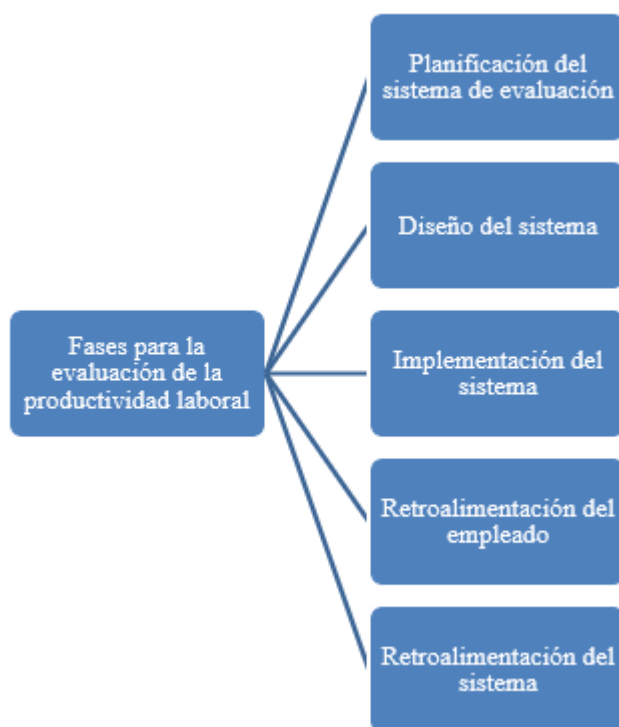 Planificación del
sistema de evaluación
Diseño del sistema
Fases para la
evaluación de la
productividad laboral
Implementación del
sistema
Retroalimentación del
empleado
Retroalimentación del
sistema